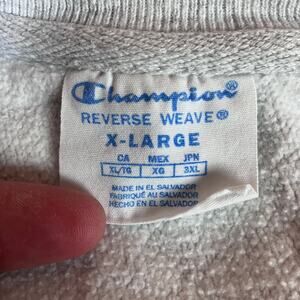 Champion®
REVERSE WEAVE®
X-LARGE
CA MEX JPN
XL/TG XG 3XL
MADE IN EL SALVADOR
FABRIQUÉ AU SALVADOR
HECHO EN EL SALVADOR